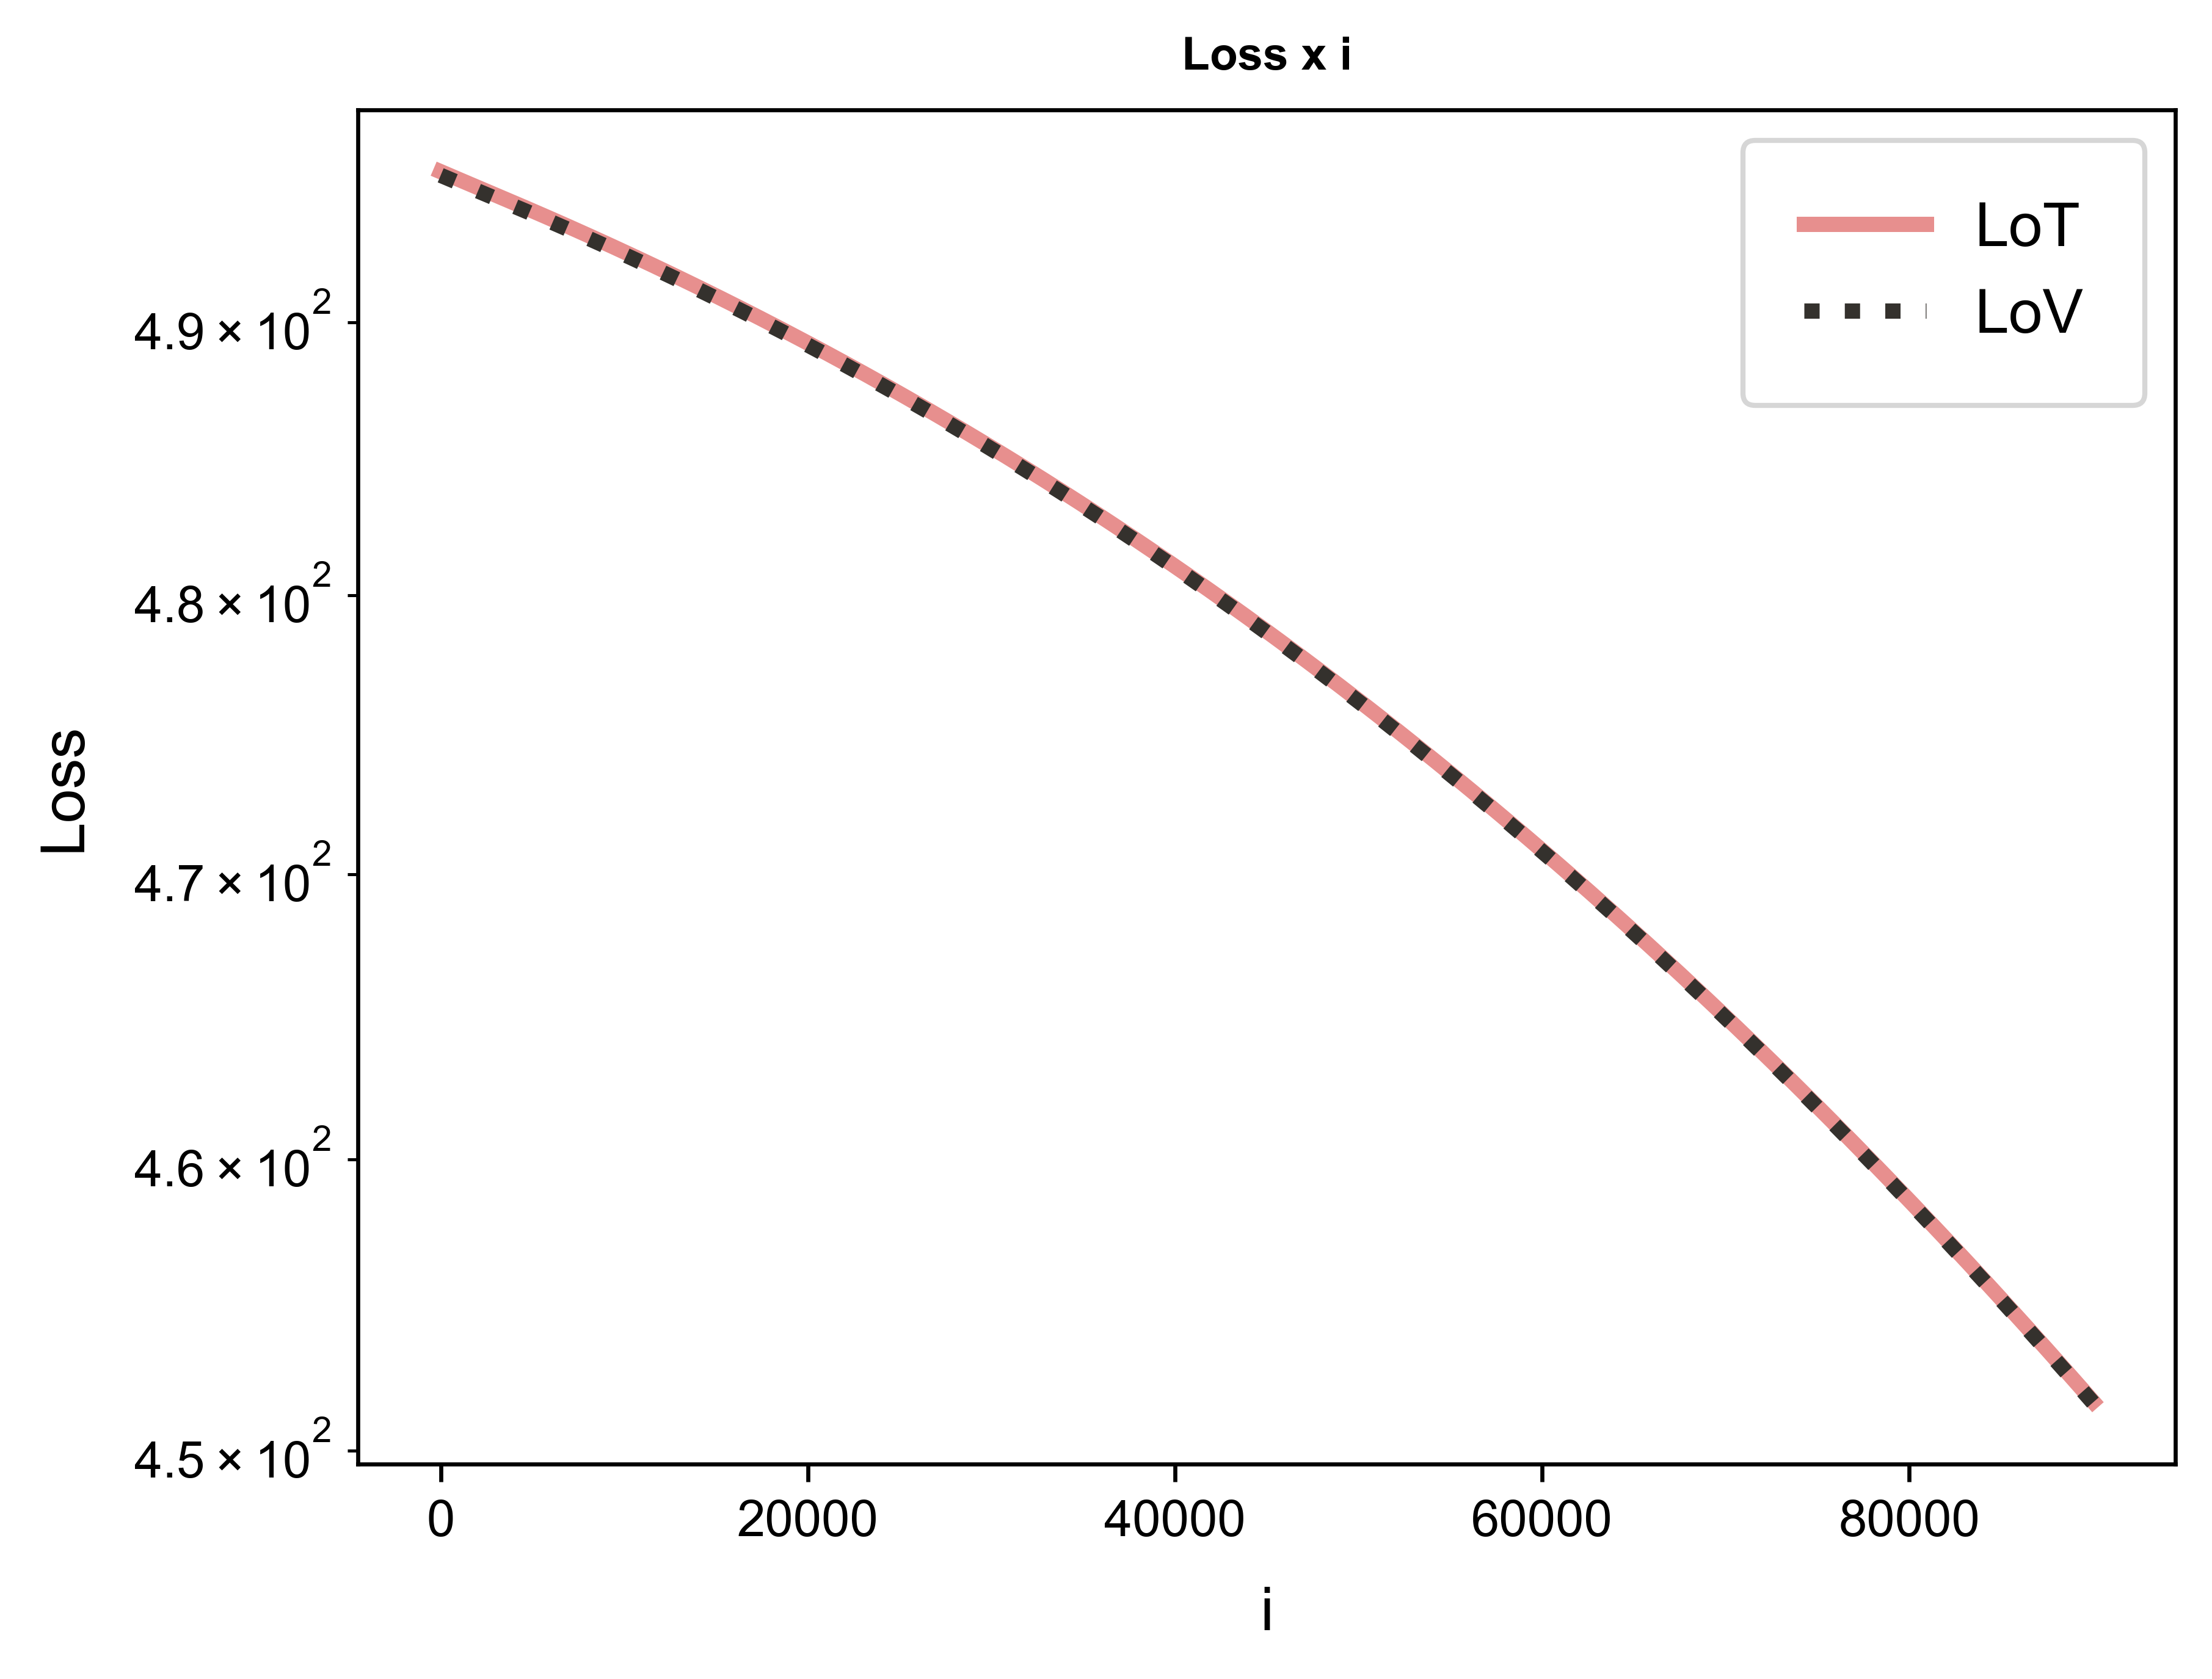 Loss x i
LoT
LoV
4.9 × 10²
4.8 × 10²
4.7 × 10²
4.6 × 10²
4.5 × 10²
Loss
0 20000 40000 60000 80000
i